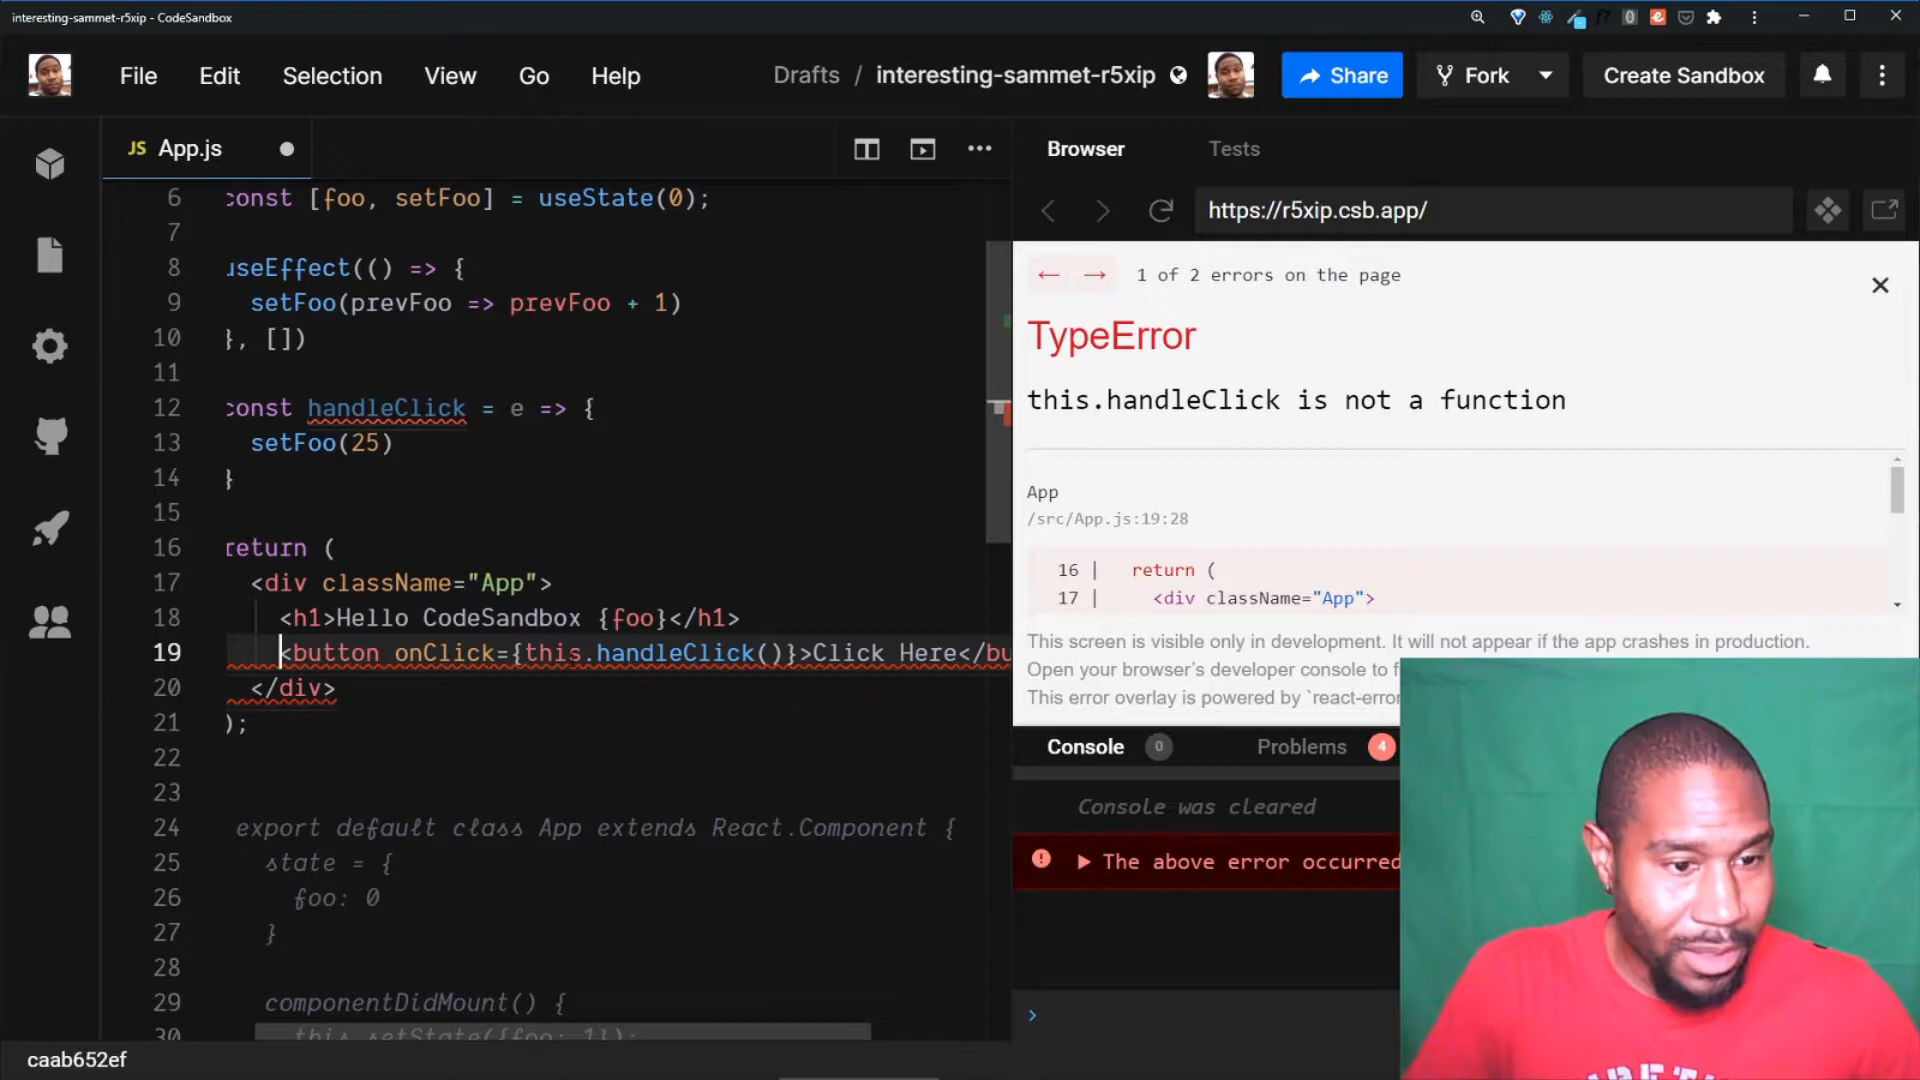 interesting-sammet-r5xip - CodeSandbox
File Edit Selection View Go Help Drafts / interesting-sammet-r5xip Share Fork Create Sandbox
JS App.js
6 const [foo, setFoo] = useState(0);
7
8 useEffect(() => {
9 setFoo(prevFoo => prevFoo + 1)
10 }, [])
11
12 const handleClick = e => {
13 setFoo(25)
14 }
15
16 return (
17 <div className="App">
18 <h1>Hello CodeSandbox {foo}</h1>
19 <button onClick={this.handleClick()}>Click Here</bu
20 </div>
21 );
22
23
24 export default class App extends React.Component {
25 state = {
26 foo: 0
27 }
28
29 componentDidMount() {
30 this.setState({foo: 1});
caab652ef
Browser Tests
https://r5xip.csb.app/
← → 1 of 2 errors on the page
TypeError
this.handleClick is not a function
App
/src/App.js:19:28
16 | return (
17 | <div className="App">
This screen is visible only in development. It will not appear if the app crashes in production.
Open your browser’s developer console to f
This error overlay is powered by `react-error
Console 0 Problems 4
Console was cleared
The above error occurred